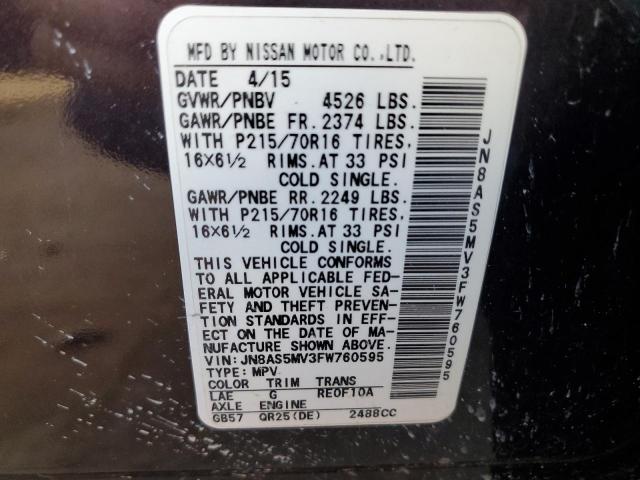 MFD BY NISSAN MOTOR CO.,LTD.
DATE 4/15
GVWR/PNBV 4526 LBS.
GAWR/PNBE FR. 2374 LBS.
WITH P215/70R16 TIRES,
16×6½ RIMS. AT 33 PSI
COLD SINGLE.
GAWR/PNBE RR. 2249 LBS.
WITH P215/70R16 TIRES,
16×6½ RIMS. AT 33 PSI
COLD SINGLE.
THIS VEHICLE CONFORMS
TO ALL APPLICABLE FED-
ERAL MOTOR VEHICLE SA-
FETY AND THEFT PREVEN-
TION STANDARDS IN EFF-
ECT ON THE DATE OF MA-
NUFACTURE SHOWN ABOVE.
VIN: JN8AS5MV3FW760595
TYPE: MPV
COLOR TRIM TRANS
LAE G RE0F10A
AXLE ENGINE
GB57 QR25(DE) 2488CC
JN8AS5MV3FW760595